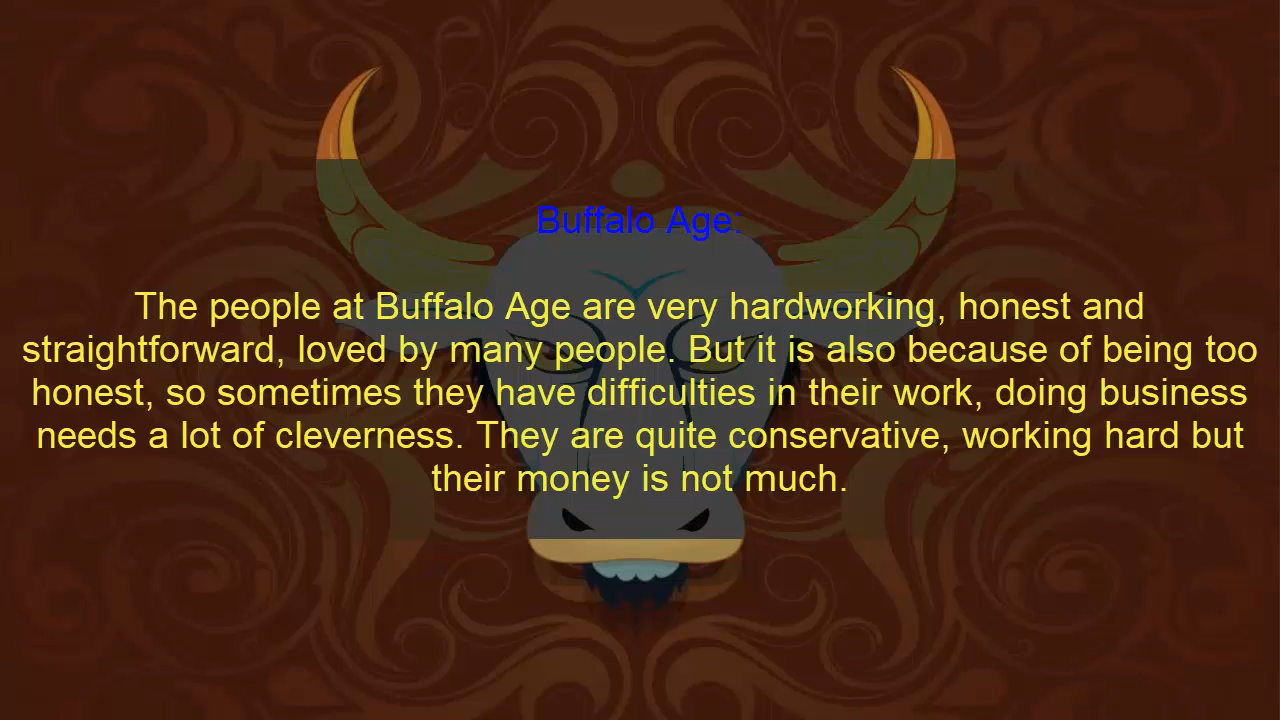 Buffalo Age:
The people at Buffalo Age are very hardworking, honest and
straightforward, loved by many people. But it is also because of being too
honest, so sometimes they have difficulties in their work, doing business
needs a lot of cleverness. They are quite conservative, working hard but
their money is not much.